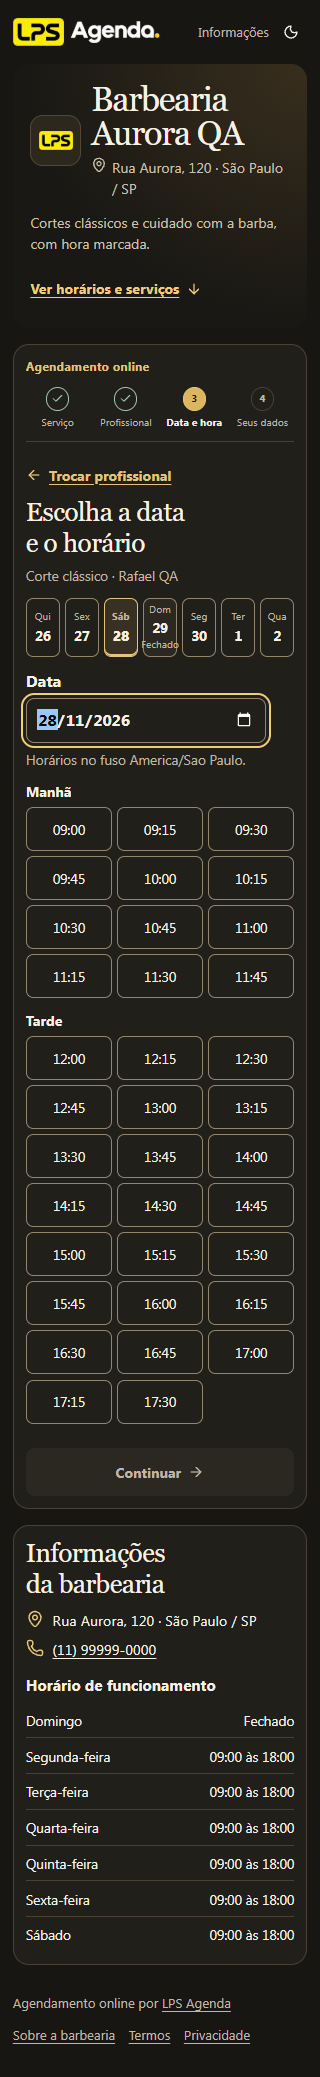 LPS Agenda.
Informações
LPS
Barbearia
Aurora QA
Rua Aurora, 120 · São Paulo
/ SP
Cortes clássicos e cuidado com a barba,
com hora marcada.
Ver horários e serviços
Agendamento online
3
4
Serviço
Profissional
Data e hora
Seus dados
Trocar profissional
Escolha a data
e o horário
Corte clássico · Rafael QA
Qui
26
Sex
27
Sáb
28
Dom
29
Fechado
Seg
30
Ter
1
Qua
2
Data
28/11/2026
Horários no fuso America/Sao Paulo.
Manhã
09:00 09:15 09:30
09:45 10:00 10:15
10:30 10:45 11:00
11:15 11:30 11:45
Tarde
12:00 12:15 12:30
12:45 13:00 13:15
13:30 13:45 14:00
14:15 14:30 14:45
15:00 15:15 15:30
15:45 16:00 16:15
16:30 16:45 17:00
17:15 17:30
Continuar
Informações
da barbearia
Rua Aurora, 120 · São Paulo / SP
(11) 99999-0000
Horário de funcionamento
Domingo Fechado
Segunda-feira 09:00 às 18:00
Terça-feira 09:00 às 18:00
Quarta-feira 09:00 às 18:00
Quinta-feira 09:00 às 18:00
Sexta-feira 09:00 às 18:00
Sábado 09:00 às 18:00
Agendamento online por LPS Agenda
Sobre a barbearia Termos Privacidade